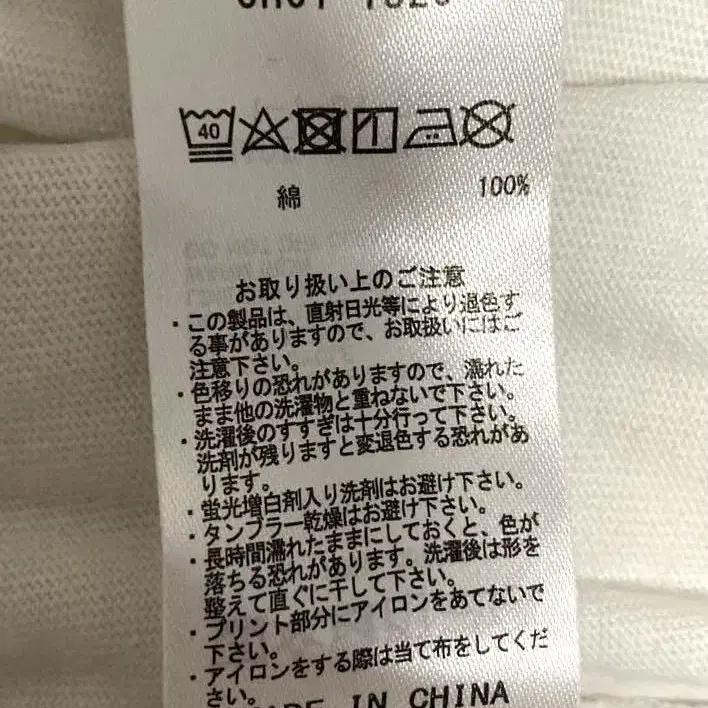 40
綿 100%
お取り扱い上のご注意
・この製品は、直射日光等により退色す
る事がありますので、お取扱いにはご
注意下さい。
・色移りの恐れがありますので、濡れた
まま他の洗濯物と重ねないで下さい。
・洗濯後のすすぎは十分行って下さい。
洗剤が残りますと変退色する恐れがあ
ります。
・蛍光増白剤入り洗剤はお避け下さい。
・タンブラー乾燥はお避け下さい。
・長時間濡れたままにしておくと、色が
落ちる恐れがあります。洗濯後は形を
整えて直ぐに干して下さい。
・プリント部分にアイロンをあてないで
下さい。
・アイロンをする際は当て布をしてくだ
さい。
MADE IN CHINA